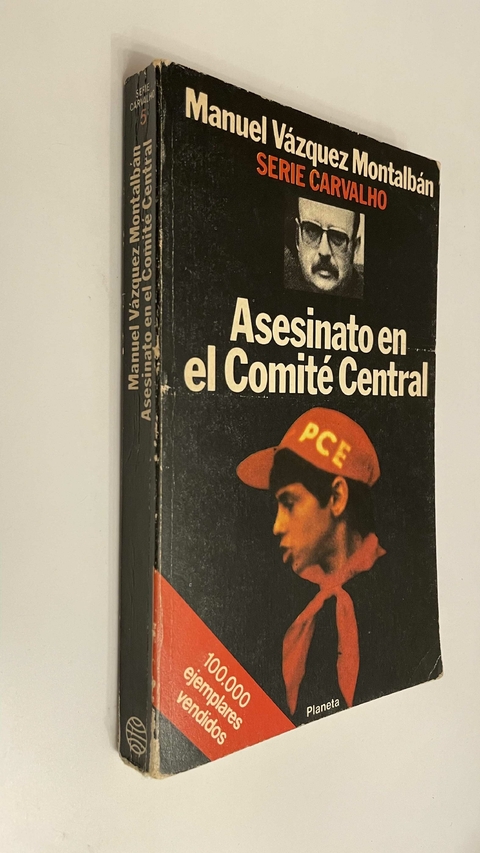 Manuel Vázquez Montalbán
SERIE CARVALHO
Asesinato en
el Comité Central
PCE
100.000
ejemplares
vendidos
Planeta
SERIE
CARVALHO
5
Manuel Vázquez Montalbán
Asesinato en el Comité Central